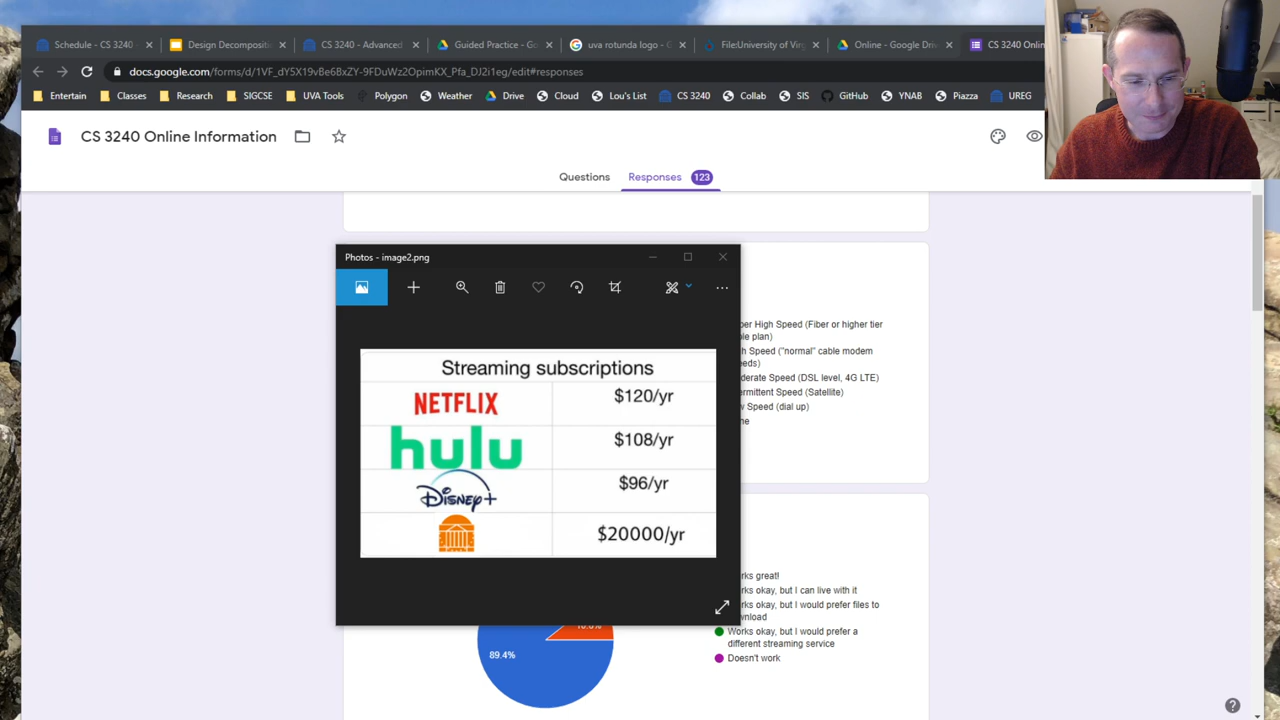 Schedule - CS 3240
Design Decompositi
CS 3240 - Advanced
Guided Practice - Go
uva rotunda logo - G
File:University of Virg
Online - Google Driv
CS 3240 Onlin
docs.google.com/forms/d/1VF_dY5X19vBe6BxZY-9FDuWz2OpimKX_Pfa_DJ2i1eg/edit#responses
Entertain
Classes
Research
SIGCSE
UVA Tools
Polygon
Weather
Drive
Cloud
Lou's List
CS 3240
Collab
SIS
GitHub
YNAB
Piazza
UREG
CS 3240 Online Information
Questions
Responses
123
Photos - image2.png
Streaming subscriptions
NETFLIX $120/yr
hulu $108/yr
Disney+ $96/yr
$20000/yr
per High Speed (Fiber or higher tier
ble plan)
h Speed ("normal" cable modem
eeds)
derate Speed (DSL level, 4G LTE)
ermittent Speed (Satellite)
w Speed (dial up)
ne
rks great!
rks okay, but I can live with it
rks okay, but I would prefer files to
wnload
Works okay, but I would prefer a
different streaming service
Doesn't work
89.4%